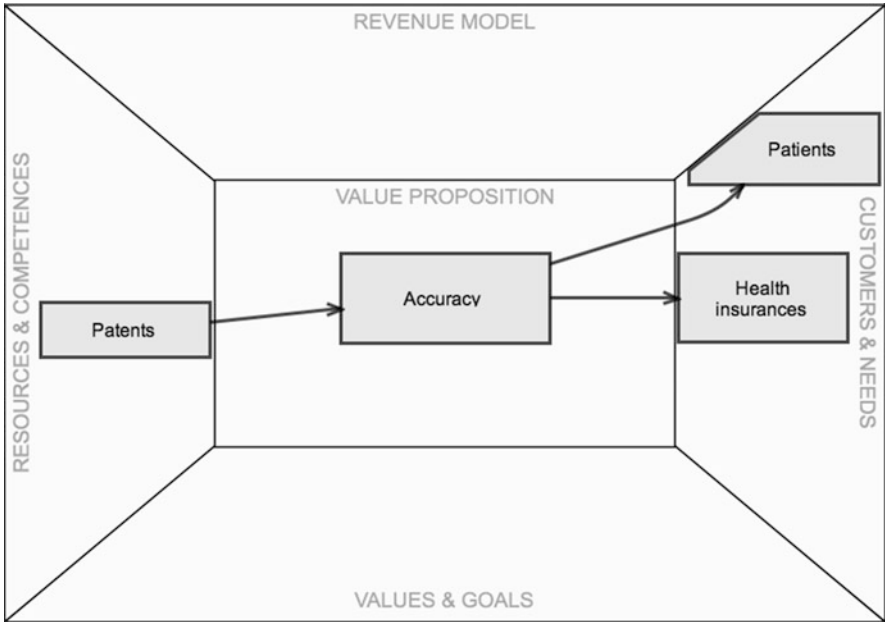 REVENUE MODEL
Patients
VALUE PROPOSITION
RESOURCES & COMPETENCES
CUSTOMERS & NEEDS
Accuracy
Health
insurances
Patents
VALUES & GOALS